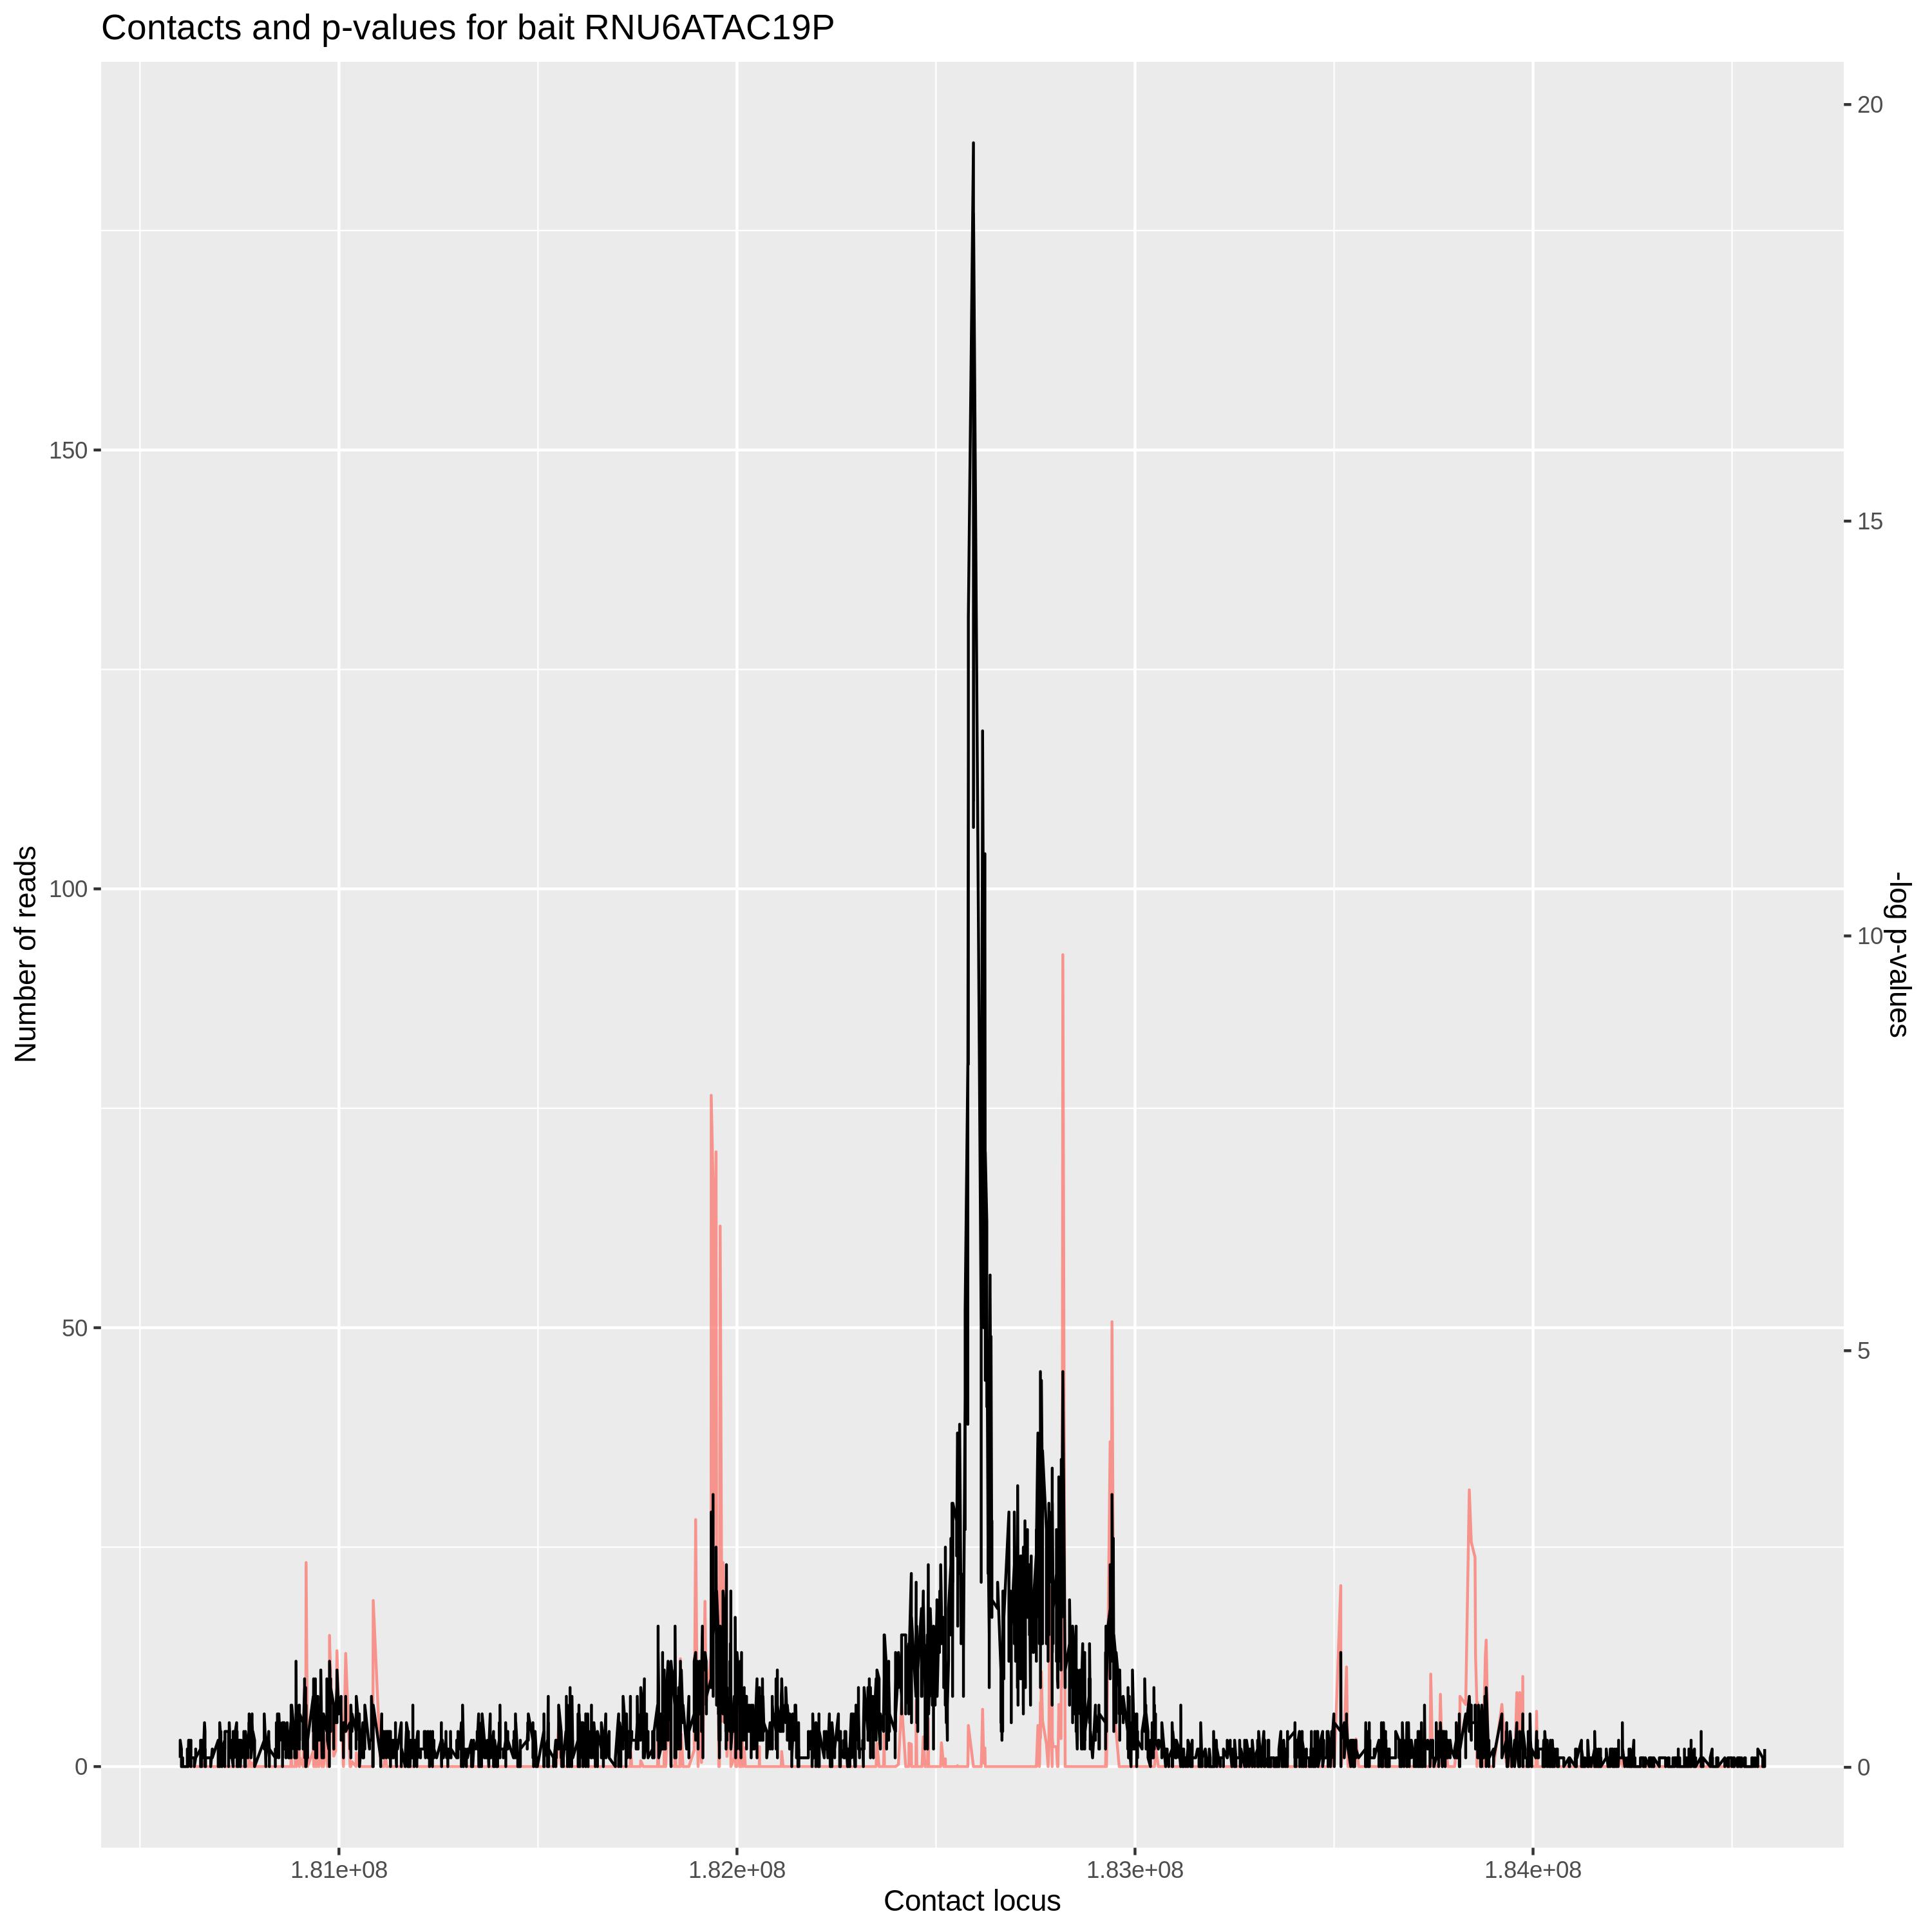 Contacts and p-values for bait RNU6ATAC19P
Number of reads
150
100
50
0
20
15
10
5
0
-log p-values
1.81e+08
1.82e+08
1.83e+08
1.84e+08
Contact locus